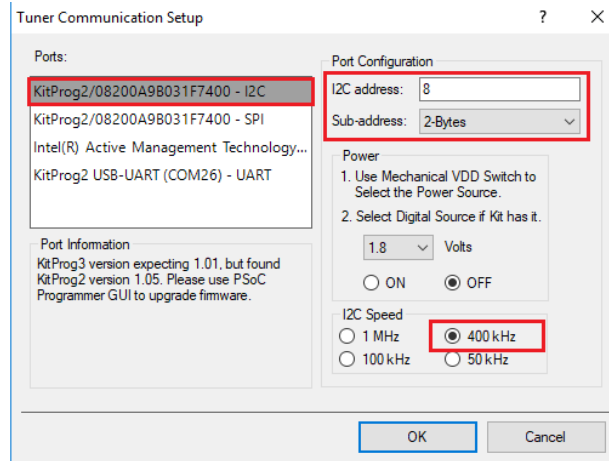 Tuner Communication Setup
?
Ports:
KitProg2/08200A9B031F7400 - I2C
KitProg2/08200A9B031F7400 - SPI
Intel(R) Active Management Technology...
KitProg2 USB-UART (COM26) - UART
Port Information
KitProg3 version expecting 1.01, but found
KitProg2 version 1.05. Please use PSoC
Programmer GUI to upgrade firmware.
Port Configuration
I2C address: 8
Sub-address: 2-Bytes
Power
1. Use Mechanical VDD Switch to
Select the Power Source.
2. Select Digital Source if Kit has it.
1.8 Volts
ON OFF
I2C Speed
1 MHz 400 kHz
100 kHz 50 kHz
OK Cancel